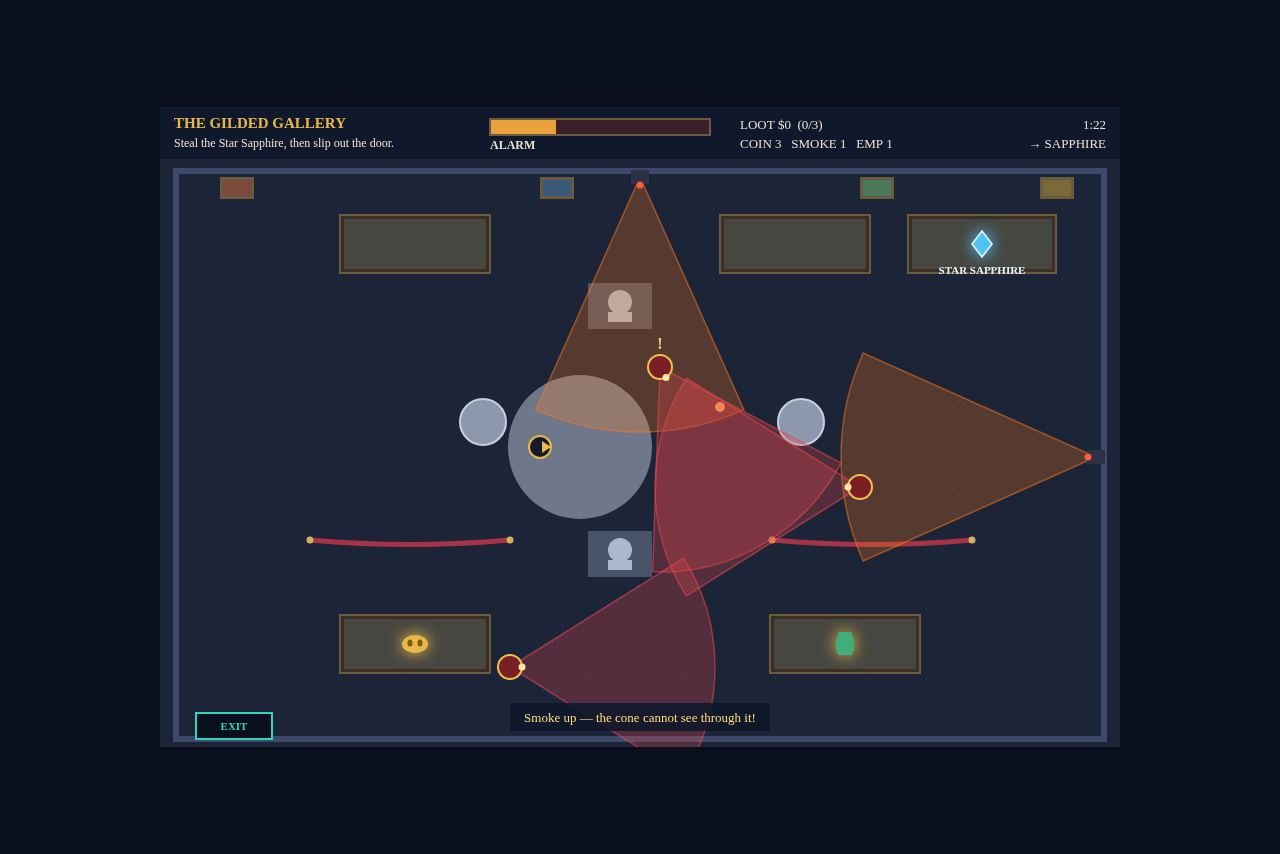 THE GILDED GALLERY
Steal the Star Sapphire, then slip out the door.
ALARM
LOOT $0 (0/3)
COIN 3 SMOKE 1 EMP 1
1:22
→ SAPPHIRE
STAR SAPPHIRE
!
EXIT
Smoke up — the cone cannot see through it!